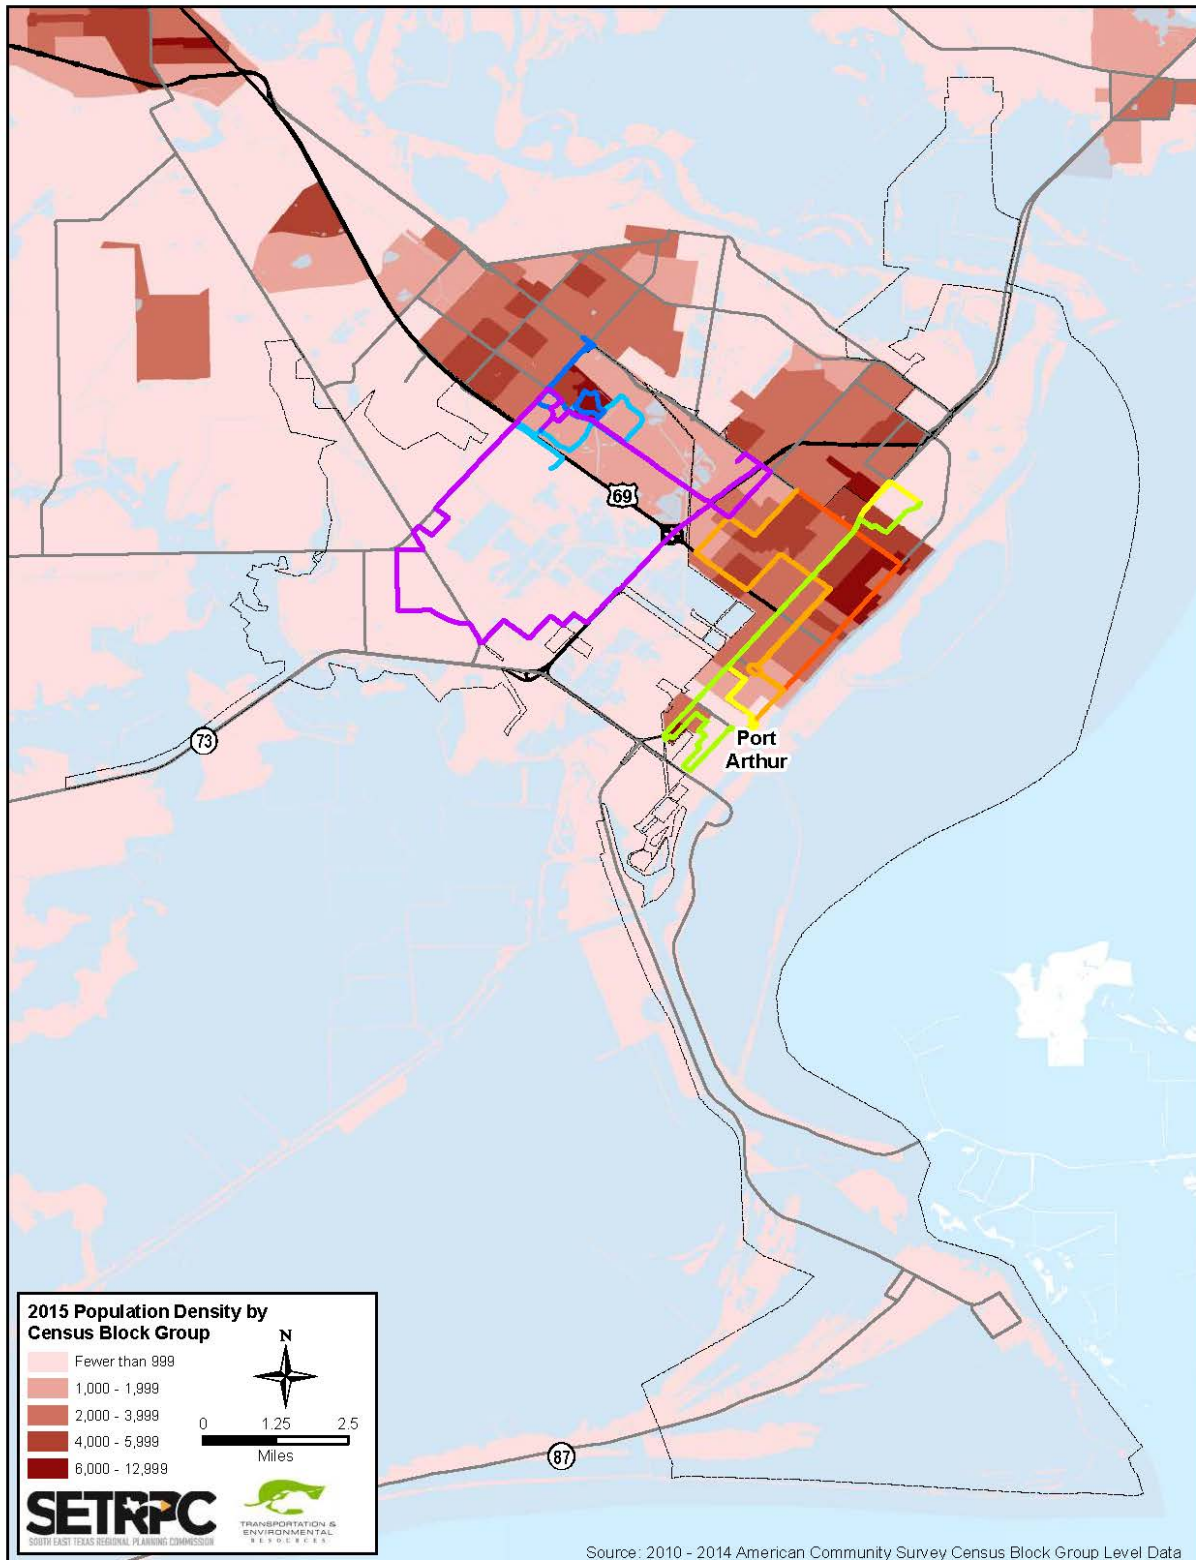 69
73
Port
Arthur
87
2015 Population Density by
Census Block Group
N
Fewer than 999
1,000 - 1,999
2,000 - 3,999
4,000 - 5,999
6,000 - 12,999
0 1.25 2.5
Miles
SETRPC
SOUTH EAST TEXAS REGIONAL PLANNING COMMISSION
TRANSPORTATION &
ENVIRONMENTAL
RESOURCES
Source: 2010 - 2014 American Community Survey Census Block Group Level Data